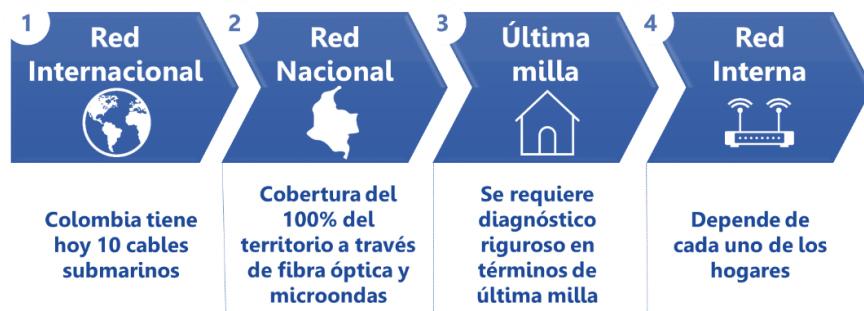 1
Red
Internacional
Colombia tiene
hoy 10 cables
submarinos
2
Red
Nacional
Cobertura del
100% del
territorio a través
de fibra óptica y
microondas
3
Última
milla
Se requiere
diagnóstico
riguroso en
términos de
última milla
4
Red
Interna
Depende de
cada uno de los
hogares